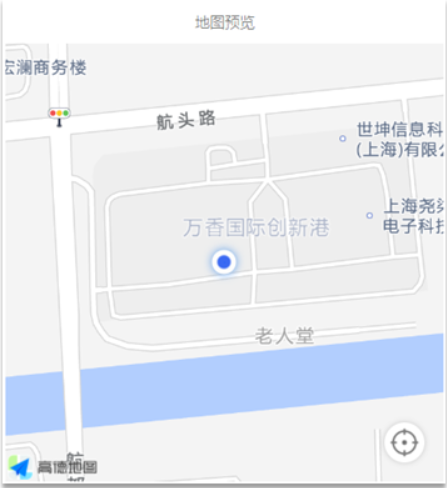 地图预览
宏澜商务楼
航头路
世坤信息科
(上海)有限
上海尧
电子科技
万香国际创新港
老人堂
航
高德地图